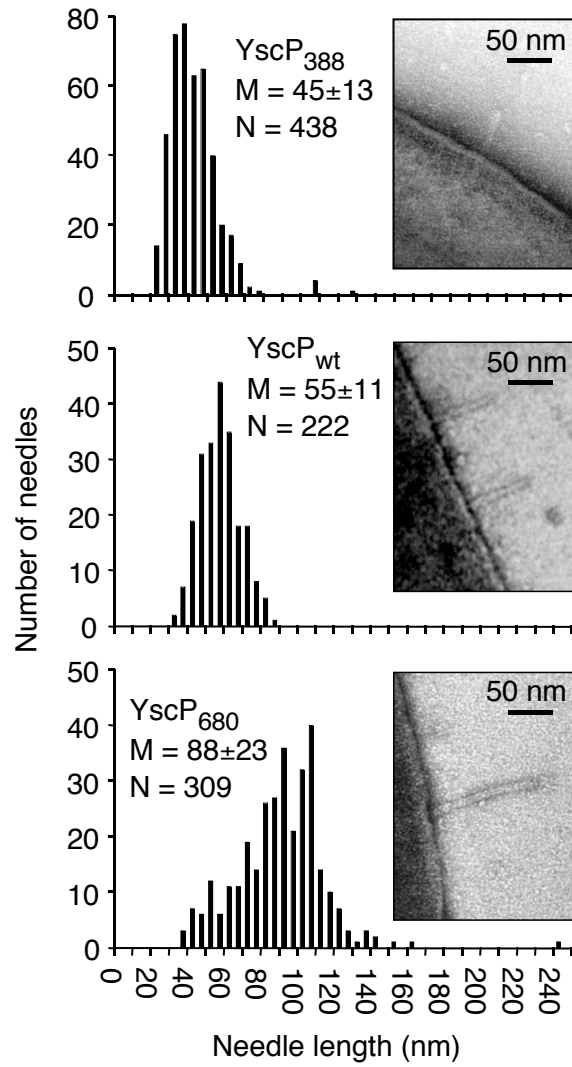 Number of needles
80
60
40
20
0
YscP388
M = 45±13
N = 438
50 nm
50
40
30
20
10
0
YscPwt
M = 55±11
N = 222
50 nm
50
40
30
20
10
0
YscP680
M = 88±23
N = 309
50 nm
0 20 40 60 80 100 120 140 160 180 200 220 240
Needle length (nm)